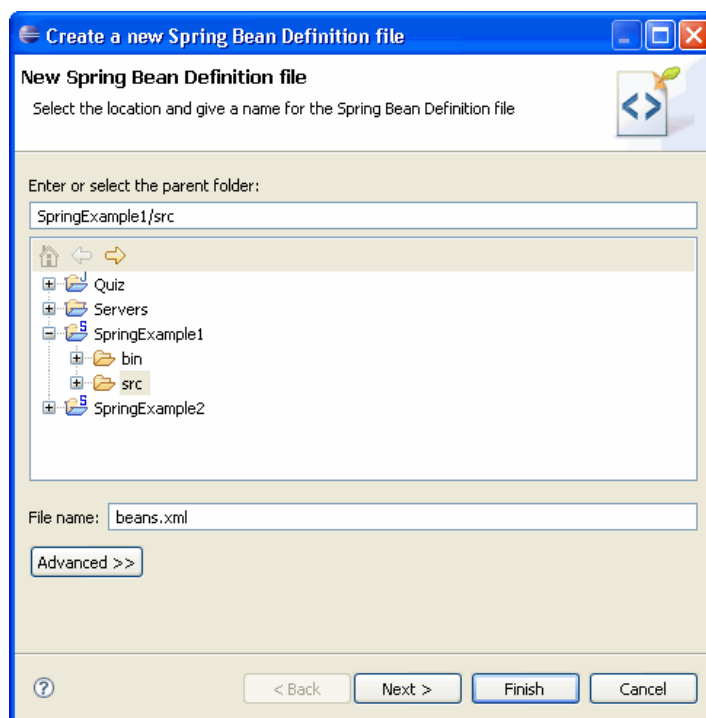 Create a new Spring Bean Definition file
New Spring Bean Definition file
Select the location and give a name for the Spring Bean Definition file
Enter or select the parent folder:
SpringExample1/src
Quiz
Servers
SpringExample1
bin
src
SpringExample2
File name: beans.xml
Advanced >>
< Back Next > Finish Cancel